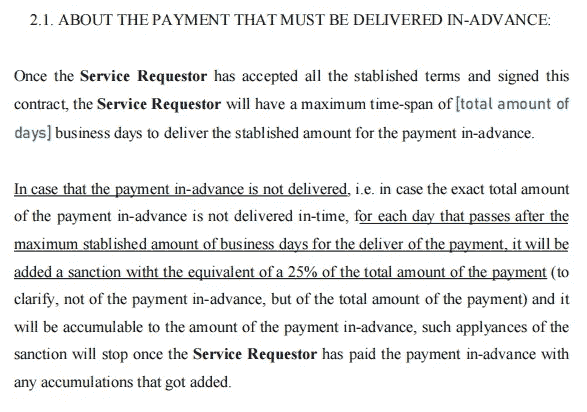 2.1. ABOUT THE PAYMENT THAT MUST BE DELIVERED IN-ADVANCE:
Once the Service Requestor has accepted all the stablished terms and signed this
contract, the Service Requestor will have a maximum time-span of [total amount of
days] business days to deliver the stablished amount for the payment in-advance.
In case that the payment in-advance is not delivered, i.e. in case the exact total amount
of the payment in-advance is not delivered in-time, for each day that passes after the
maximum stablished amount of business days for the deliver of the payment, it will be
added a sanction witht the equivalent of a 25% of the total amount of the payment (to
clarify, not of the payment in-advance, but of the total amount of the payment) and it
will be accumulable to the amount of the payment in-advance, such applyances of the
sanction will stop once the Service Requestor has paid the payment in-advance with
any accumulations that got added.